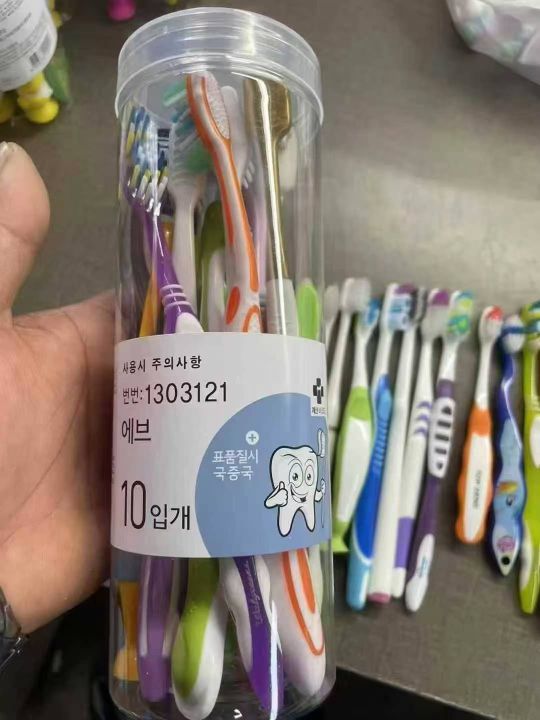 사용시 주의사항
번번:1303121
에브
표품질시
국중국
10입개